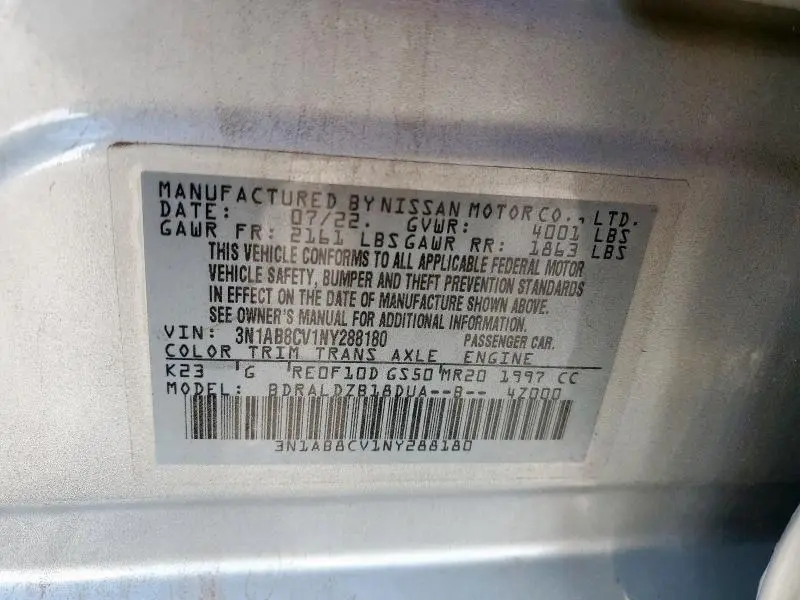 MANUFACTURED BY NISSAN MOTOR CO., LTD.
DATE: 07/22. GVWR: 4001 LBS
GAWR FR: 2161 LBS GAWR RR: 1863 LBS
THIS VEHICLE CONFORMS TO ALL APPLICABLE FEDERAL MOTOR
VEHICLE SAFETY, BUMPER AND THEFT PREVENTION STANDARDS
IN EFFECT ON THE DATE OF MANUFACTURE SHOWN ABOVE.
SEE OWNER'S MANUAL FOR ADDITIONAL INFORMATION.
VIN: 3N1AB8CV1NY288180 PASSENGER CAR.
COLOR TRIM TRANS AXLE ENGINE
K23 G RE0F10D GS50 MR20 1997 CC
MODEL: BDRALDZB18DUA--B-- 4Z000
3N1AB8CV1NY288180